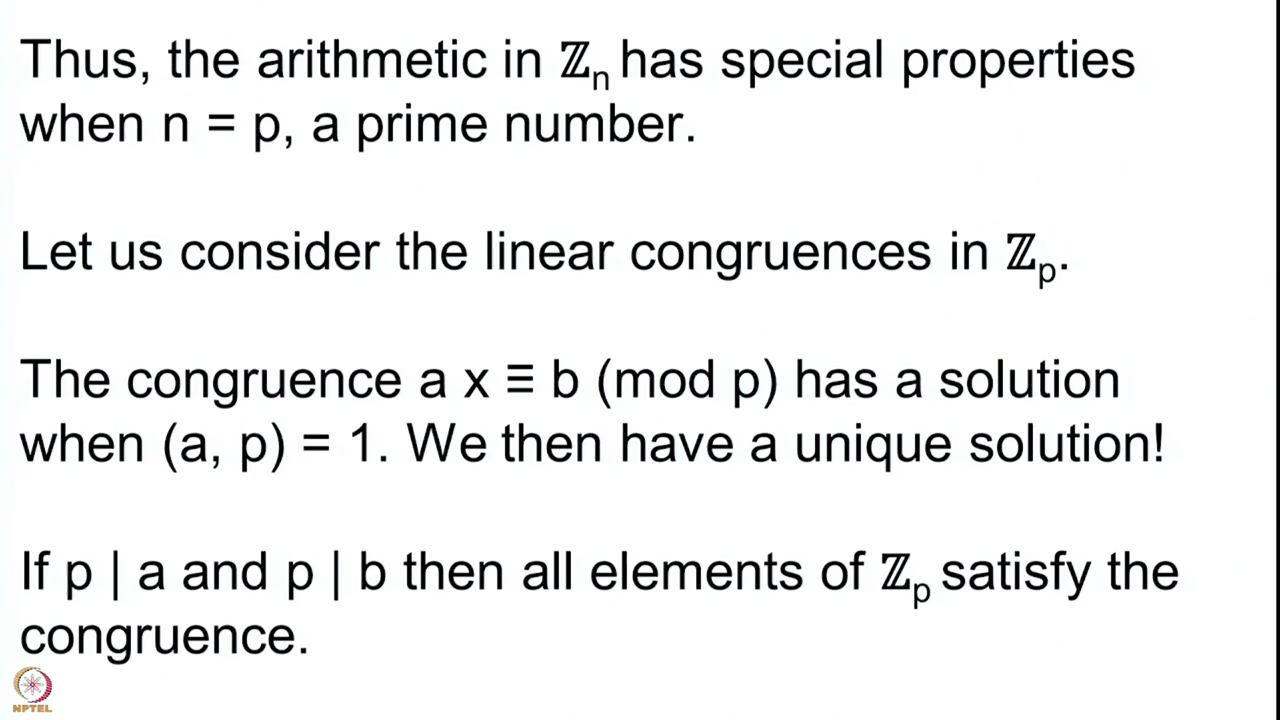 Thus, the arithmetic in ℤₙ has special properties
when n = p, a prime number.
Let us consider the linear congruences in ℤₚ.
The congruence a x ≡ b (mod p) has a solution
when (a, p) = 1. We then have a unique solution!
If p | a and p | b then all elements of ℤₚ satisfy the
congruence.
NPTEL